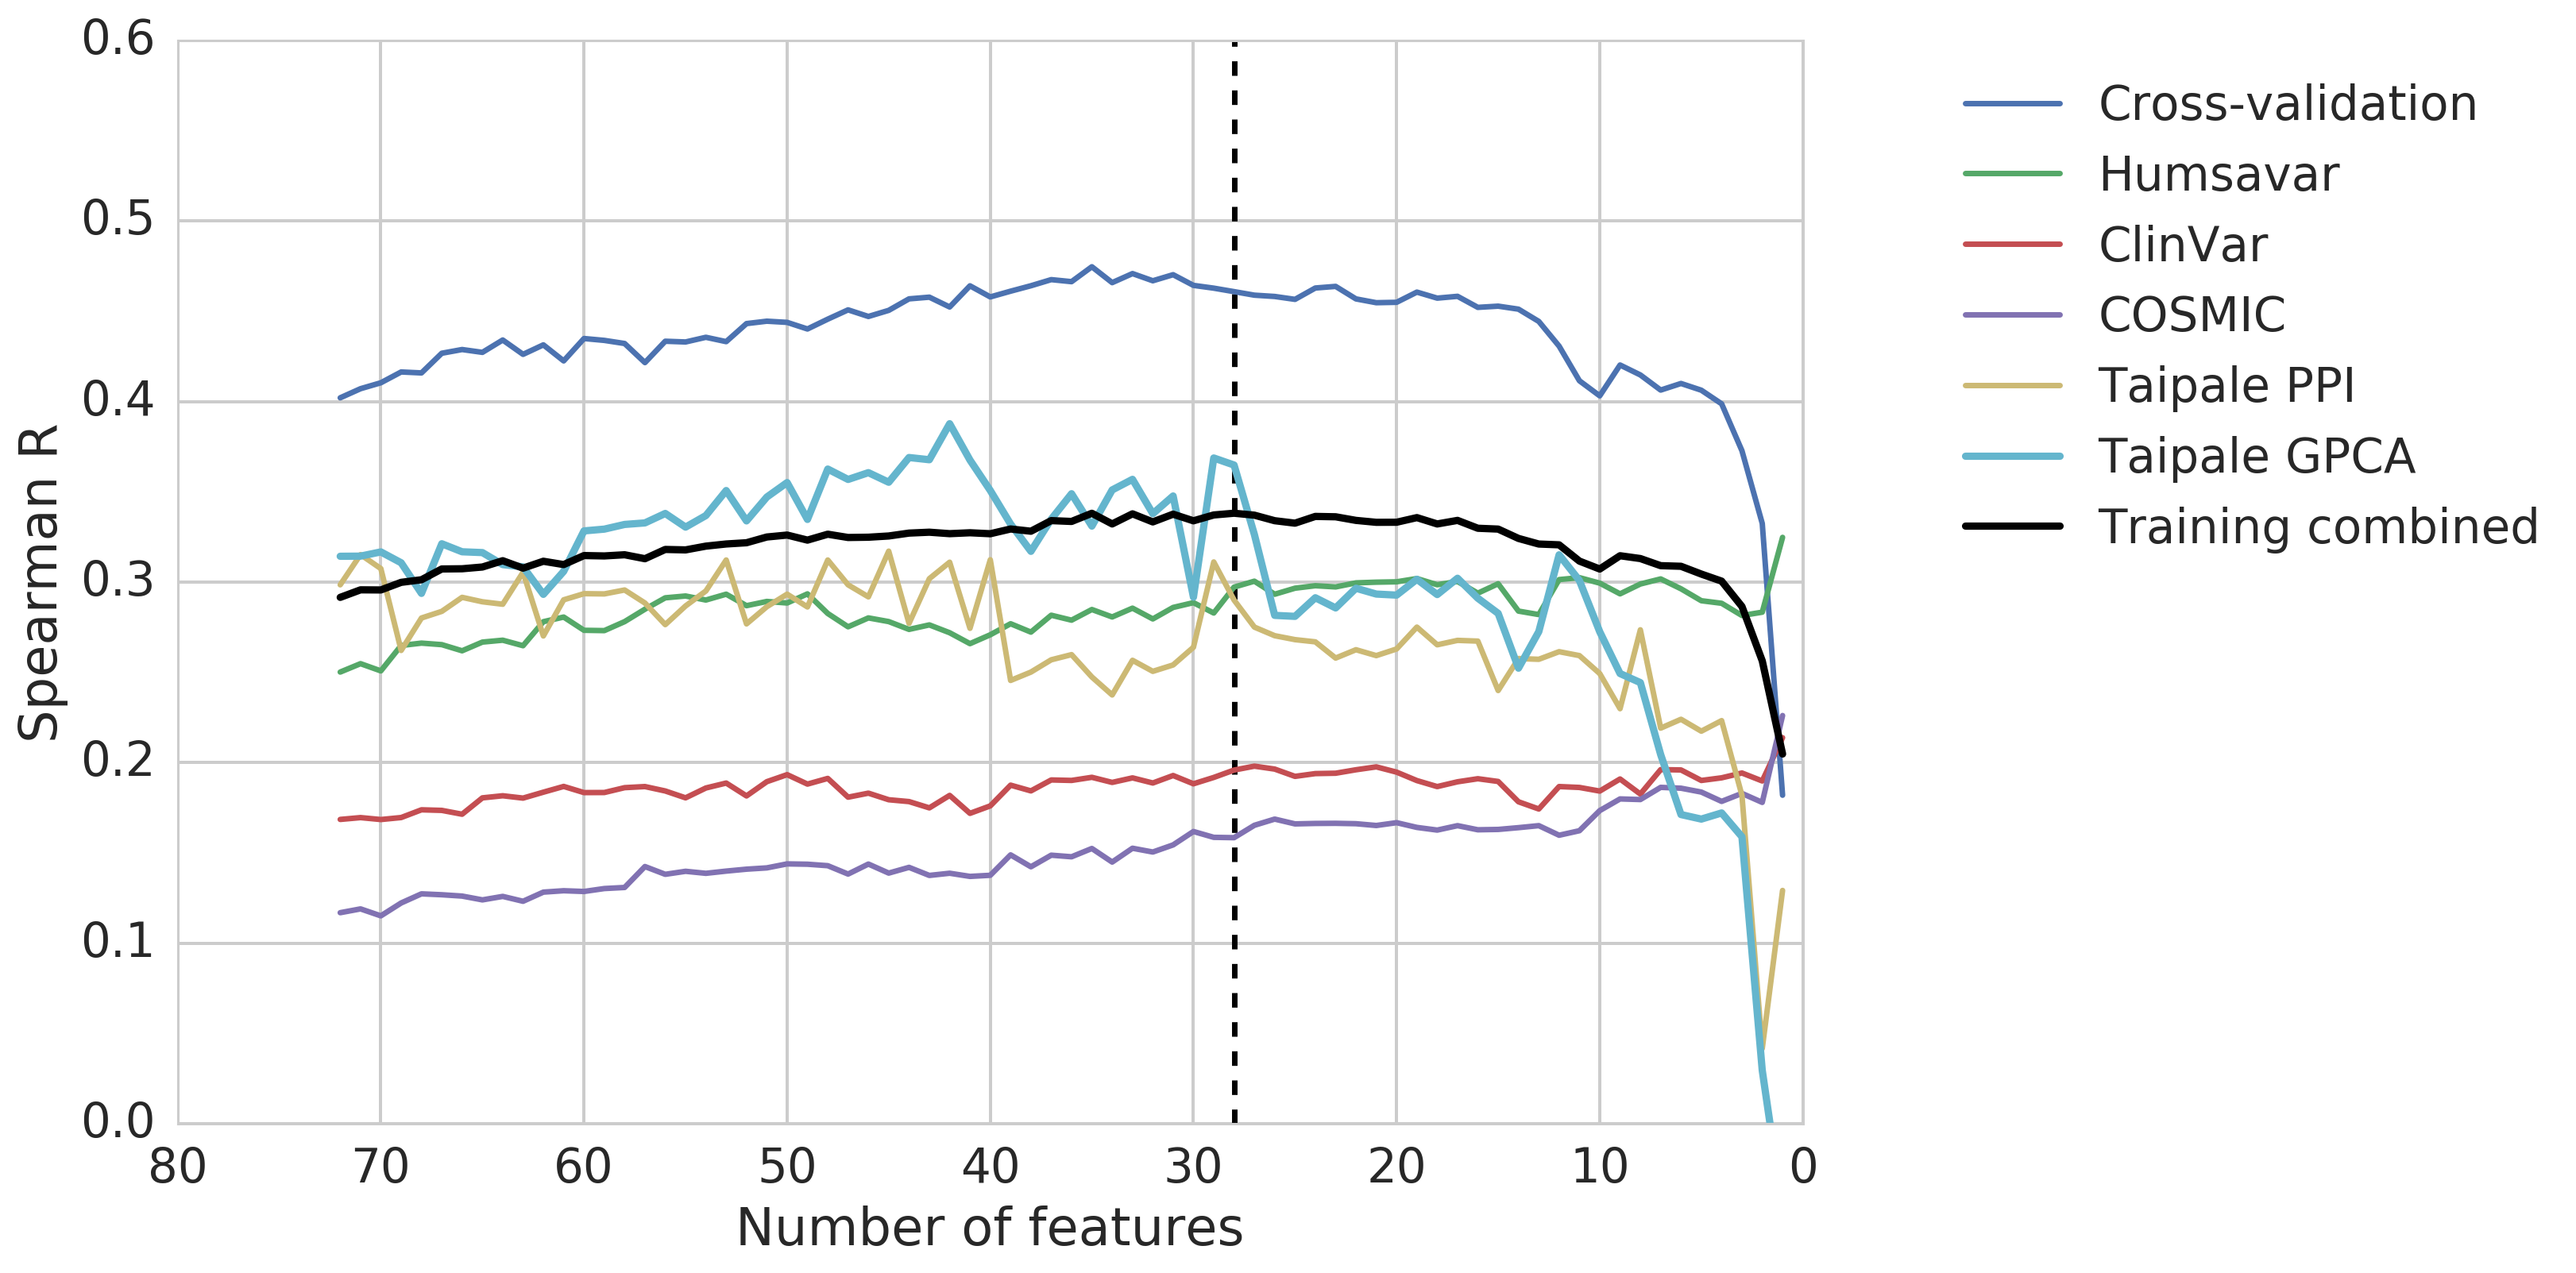 0.6
0.5
0.4
0.3
0.2
0.1
0.0
Spearman R
80 70 60 50 40 30 20 10 0
Number of features
Cross-validation
Humsavar
ClinVar
COSMIC
Taipale PPI
Taipale GPCA
Training combined